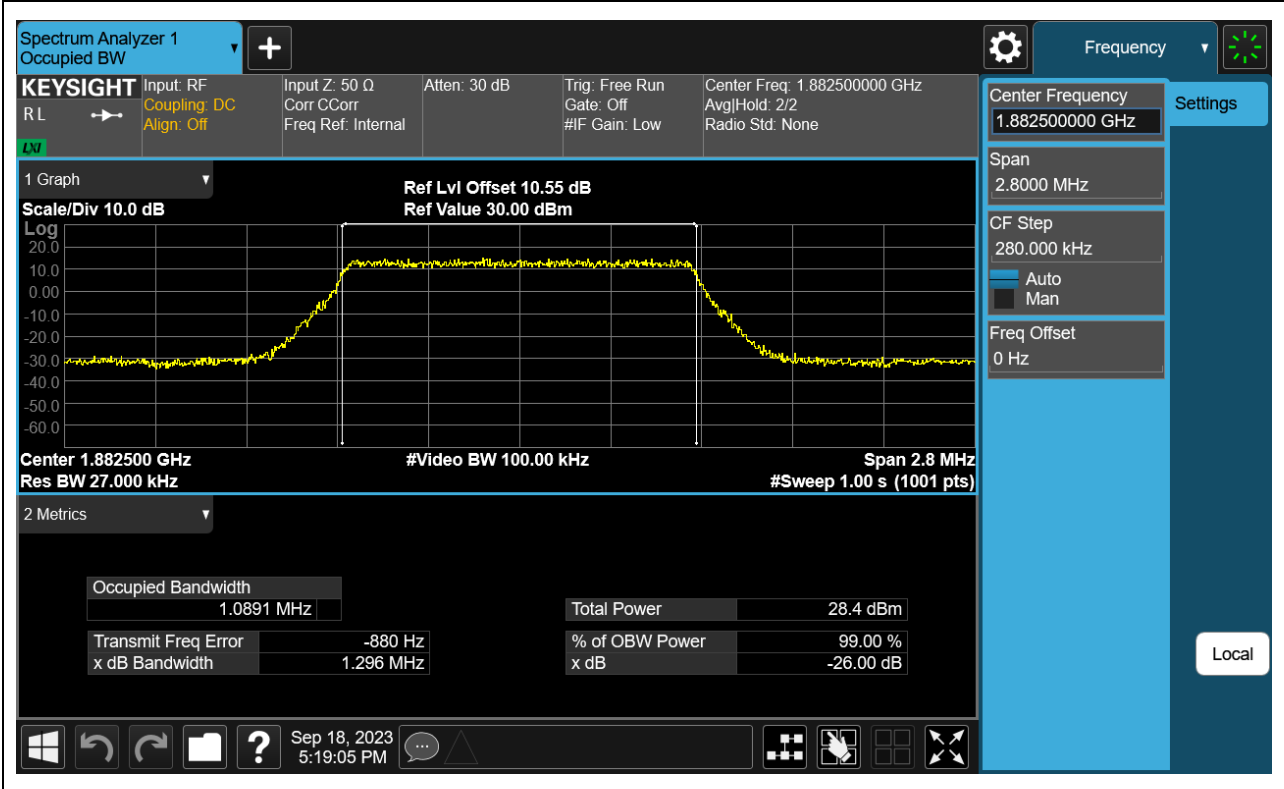 Spectrum Analyzer 1
Occupied BW
▼
+
Frequency
▼
KEYSIGHT
R L
LXI
Input: RF
Coupling: DC
Align: Off
Input Z: 50 Ω
Corr CCorr
Freq Ref: Internal
Atten: 30 dB
Trig: Free Run
Gate: Off
#IF Gain: Low
Center Freq: 1.882500000 GHz
Avg|Hold: 2/2
Radio Std: None
Center Frequency
1.882500000 GHz
Settings
Span
2.8000 MHz
CF Step
280.000 kHz
Auto
Man
Freq Offset
0 Hz
Local
1 Graph ▼
Scale/Div 10.0 dB
Ref Lvl Offset 10.55 dB
Ref Value 30.00 dBm
Log
20.0
10.0
0.00
-10.0
-20.0
-30.0
-40.0
-50.0
-60.0
Center 1.882500 GHz
#Video BW 100.00 kHz
Span 2.8 MHz
Res BW 27.000 kHz
#Sweep 1.00 s (1001 pts)
2 Metrics ▼
Occupied Bandwidth
1.0891 MHz
Total Power 28.4 dBm
Transmit Freq Error -880 Hz
% of OBW Power 99.00 %
x dB Bandwidth 1.296 MHz
x dB -26.00 dB
?
Sep 18, 2023
5:19:05 PM